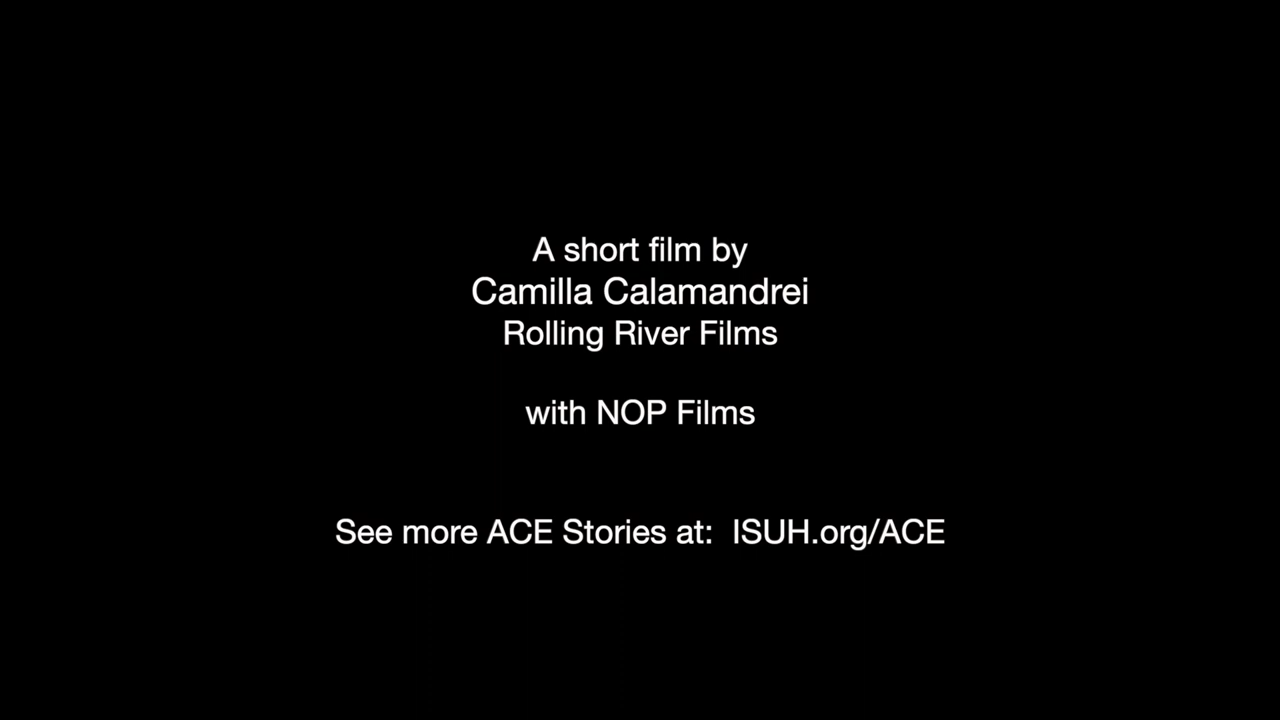 A short film by
Camilla Calamandrei
Rolling River Films
with NOP Films
See more ACE Stories at:  ISUH.org/ACE